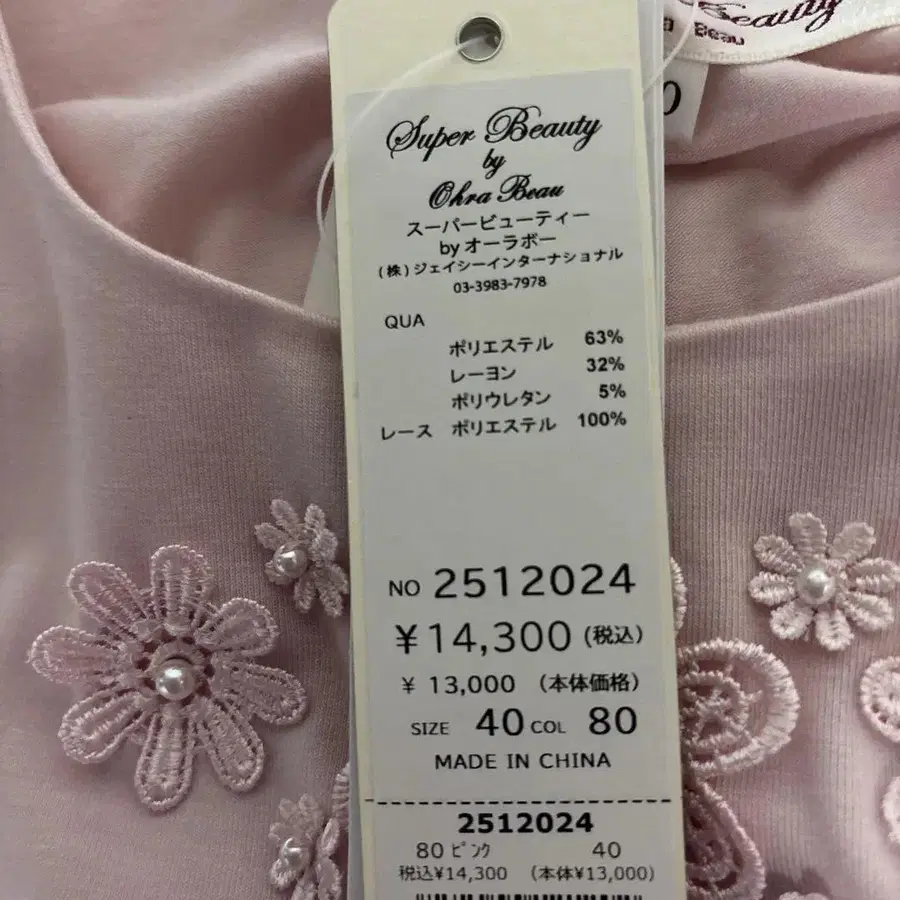 Super Beauty
by
Ohra Beau
スーパービューティー
by オーラボー
(株)ジェイシーインターナショナル
03-3983-7978
QUA
ポリエステル 63%
レーヨン 32%
ポリウレタン 5%
レース ポリエステル 100%
NO 2512024
¥14,300 (税込)
¥ 13,000 (本体価格)
SIZE 40 COL 80
MADE IN CHINA
2512024
80 ピンク 40
税込¥14,300 (本体¥13,000)
Beauty
Beau